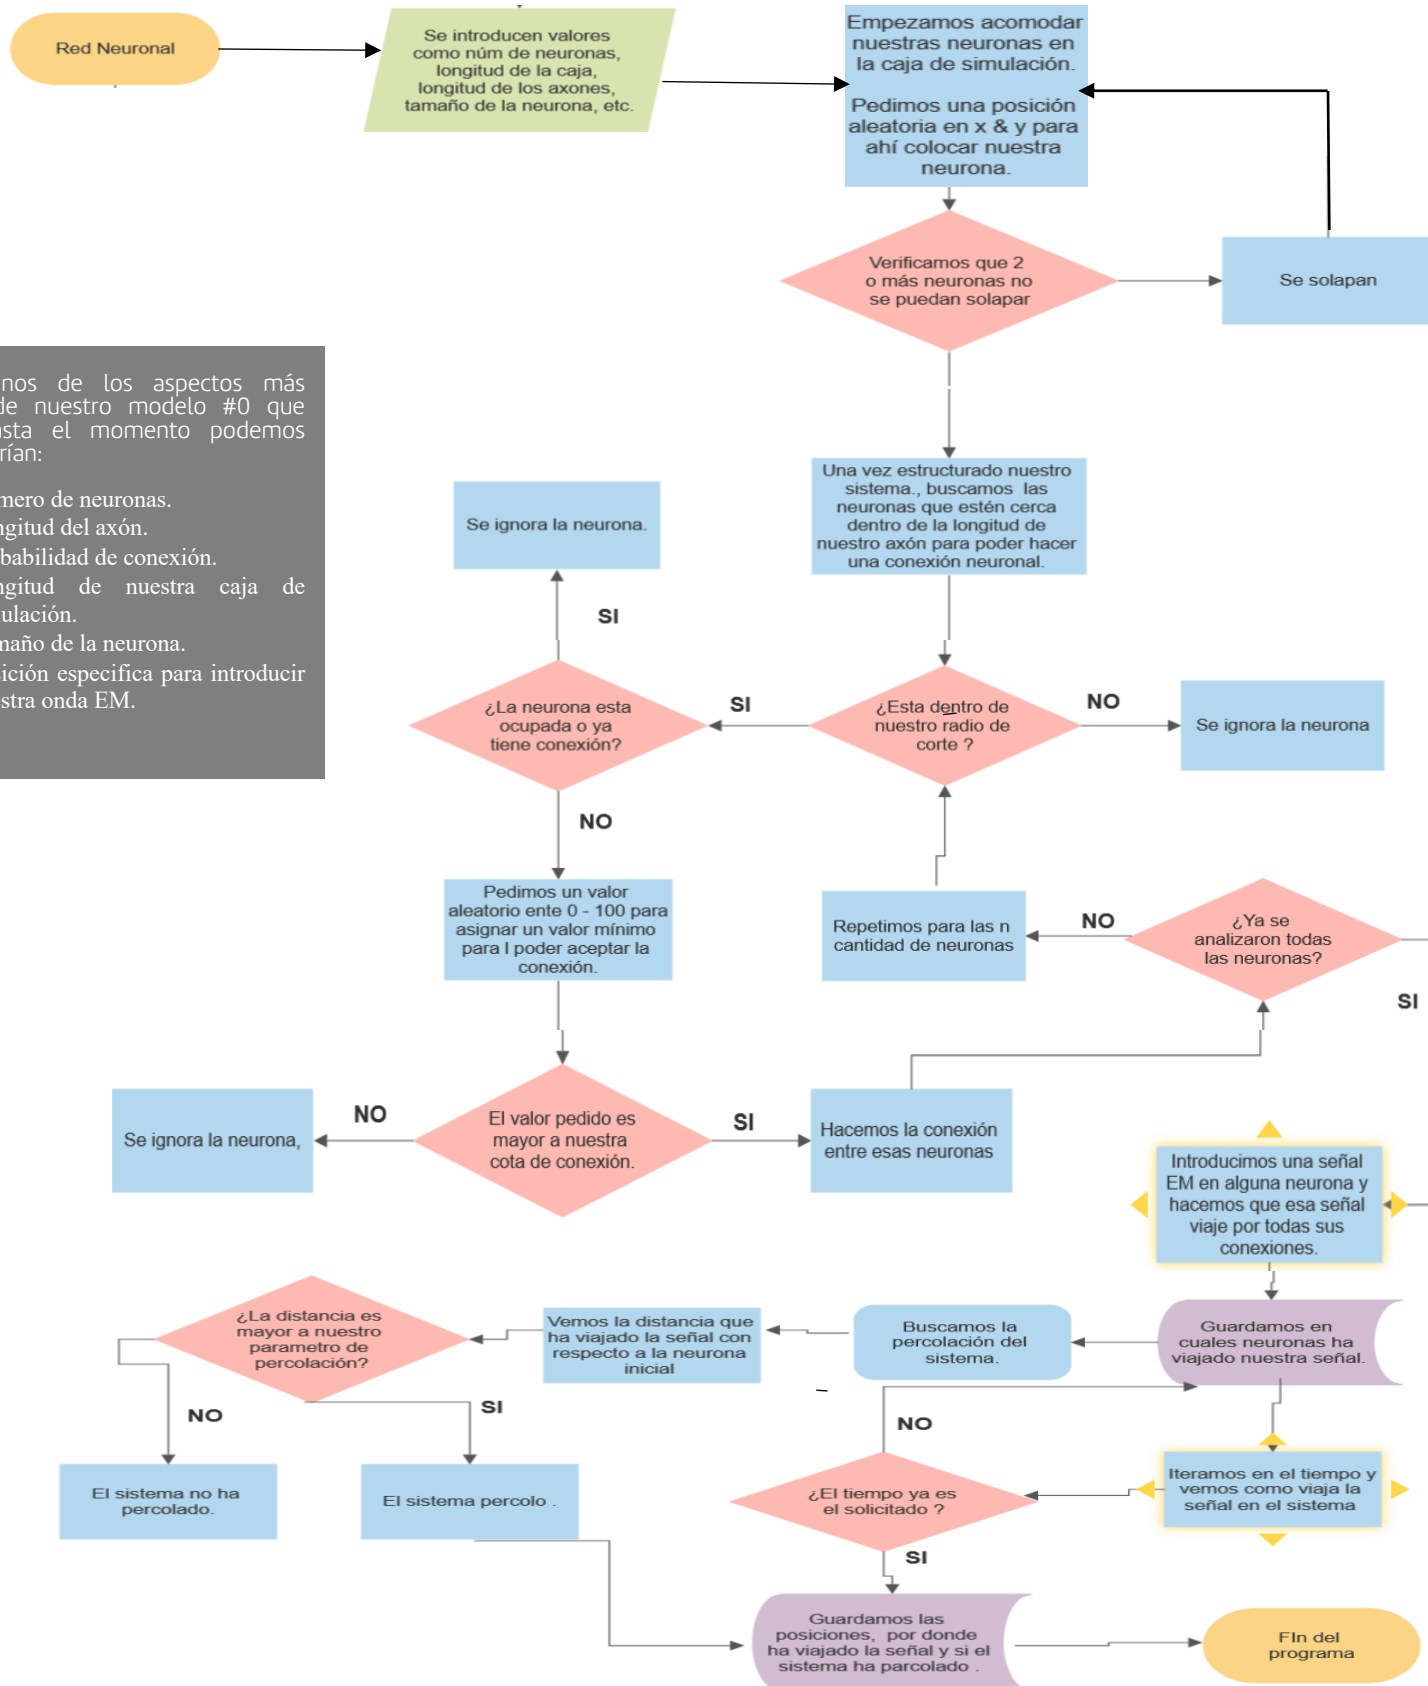 Red Neuronal
Se introducen valores
como núm de neuronas,
longitud de la caja,
longitud de los axones,
tamaño de la neurona, etc.
Empezamos acomodar
nuestras neuronas en
la caja de simulación.
Pedimos una posición
aleatoria en x & y para
ahí colocar nuestra
neurona.
Verificamos que 2
o más neuronas no
se puedan solapar
Se solapan
de los aspectos más
de nuestro modelo #0 que
el momento podemos
de neuronas.
del axón.
de conexión.
de nuestra caja de
de la neurona.
especifica para introducir
onda EM.
Una vez estructurado nuestro
sistema., buscamos las
neuronas que estén cerca
dentro de la longitud de
nuestro axón para poder hacer
una conexión neuronal.
Se ignora la neurona.
SI
¿La neurona esta
ocupada o ya
tiene conexión?
SI
¿Esta dentro de
nuestro radio de
corte ?
NO
Se ignora la neurona
NO
Pedimos un valor
aleatorio ente 0 - 100 para
asignar un valor mínimo
para l poder aceptar la
conexión.
Repetimos para las n
cantidad de neuronas
NO
¿Ya se
analizaron todas
las neuronas?
SI
Se ignora la neurona,
NO
El valor pedido es
mayor a nuestra
cota de conexión.
SI
Hacemos la conexión
entre esas neuronas
Introducimos una señal
EM en alguna neurona y
hacemos que esa señal
viaje por todas sus
conexiones.
¿La distancia es
mayor a nuestro
parametro de
percolación?
Vemos la distancia que
ha viajado la señal con
respecto a la neurona
inicial
Buscamos la
percolación del
sistema.
Guardamos en
cuales neuronas ha
viajado nuestra señal.
NO
SI
NO
El sistema no ha
percolado.
El sistema percolo .
¿El tiempo ya es
el solicitado ?
Iteramos en el tiempo y
vemos como viaja la
señal en el sistema
SI
Guardamos las
posiciones, por donde
ha viajado la señal y si el
sistema ha parcolado .
FIn del
programa